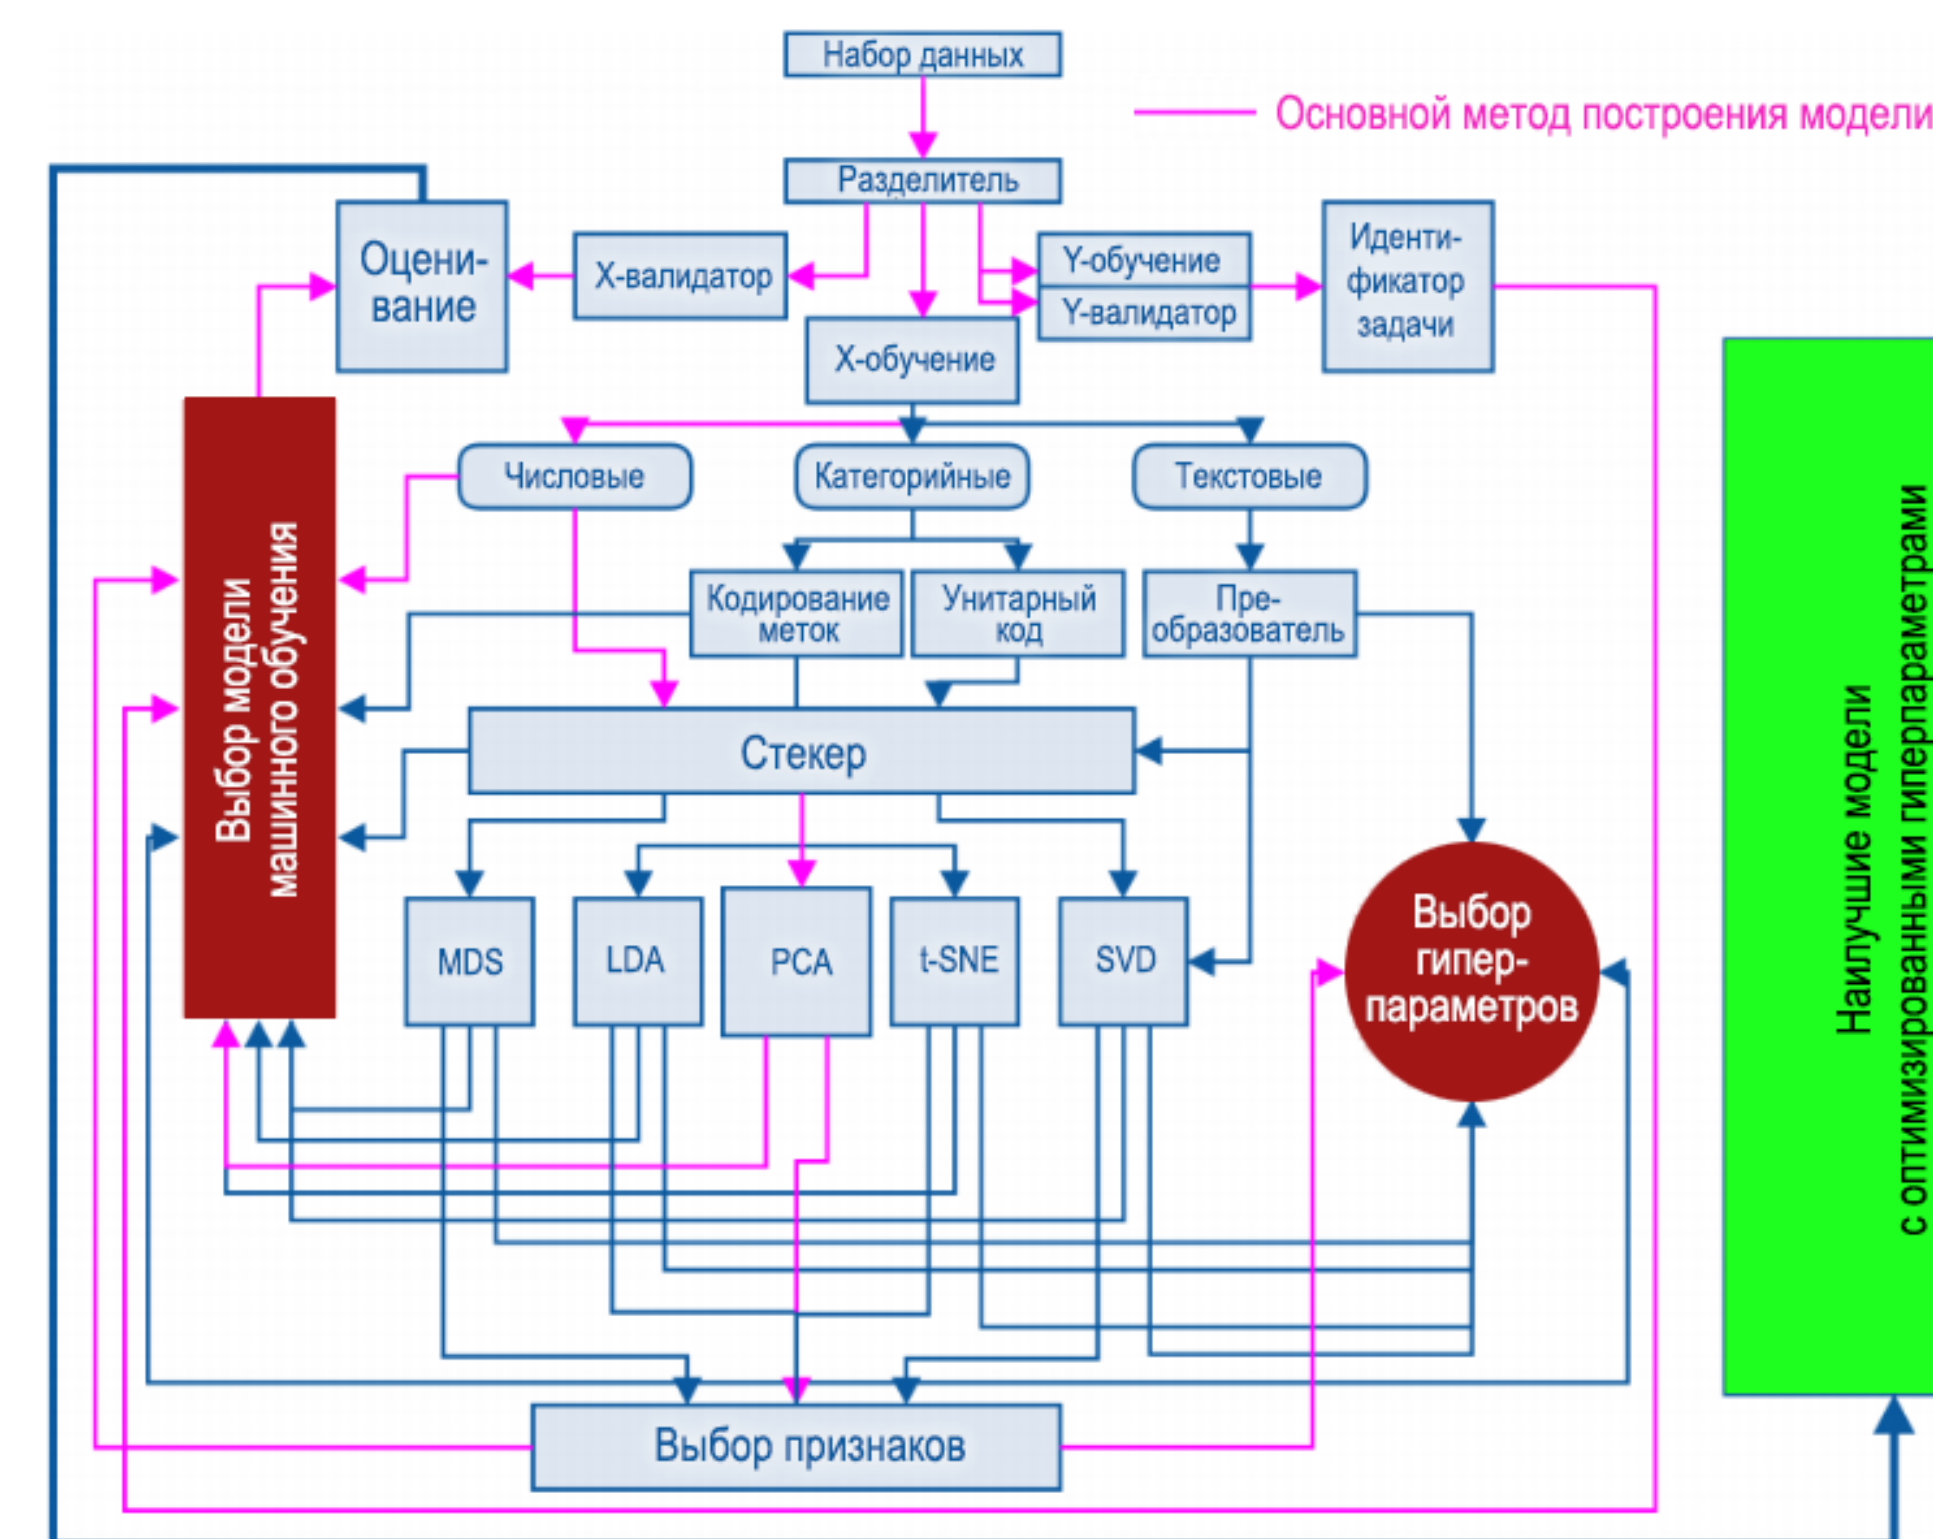 Набор данных
Основной метод построения модели
Разделитель
Оцени-
вание
Х-валидатор
Y-обучение
Y-валидатор
Иденти-
фикатор
задачи
Х-обучение
Числовые
Категорийные
Текстовые
Кодирование
меток
Унитарный
код
Пре-
образователь
Выбор модели
машинного обучения
Стекер
MDS
LDA
PCA
t-SNE
SVD
Выбор
гипер-
параметров
Наилучшие модели
с оптимизированными гиперпараметрами
Выбор признаков